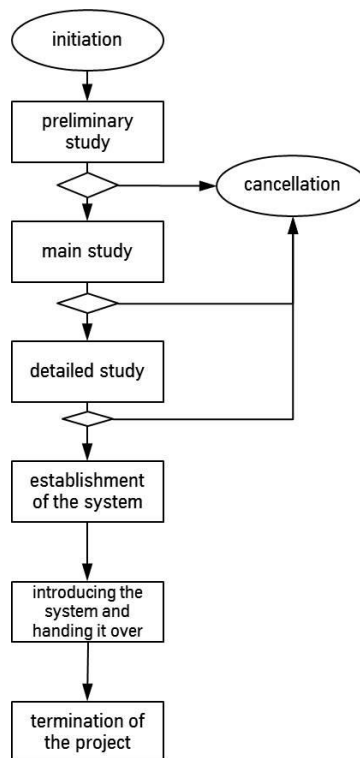 initiation
preliminary
study
cancellation
main study
detailed study
establishment
of the system
introducing the
system and
handing it over
termination of
the project